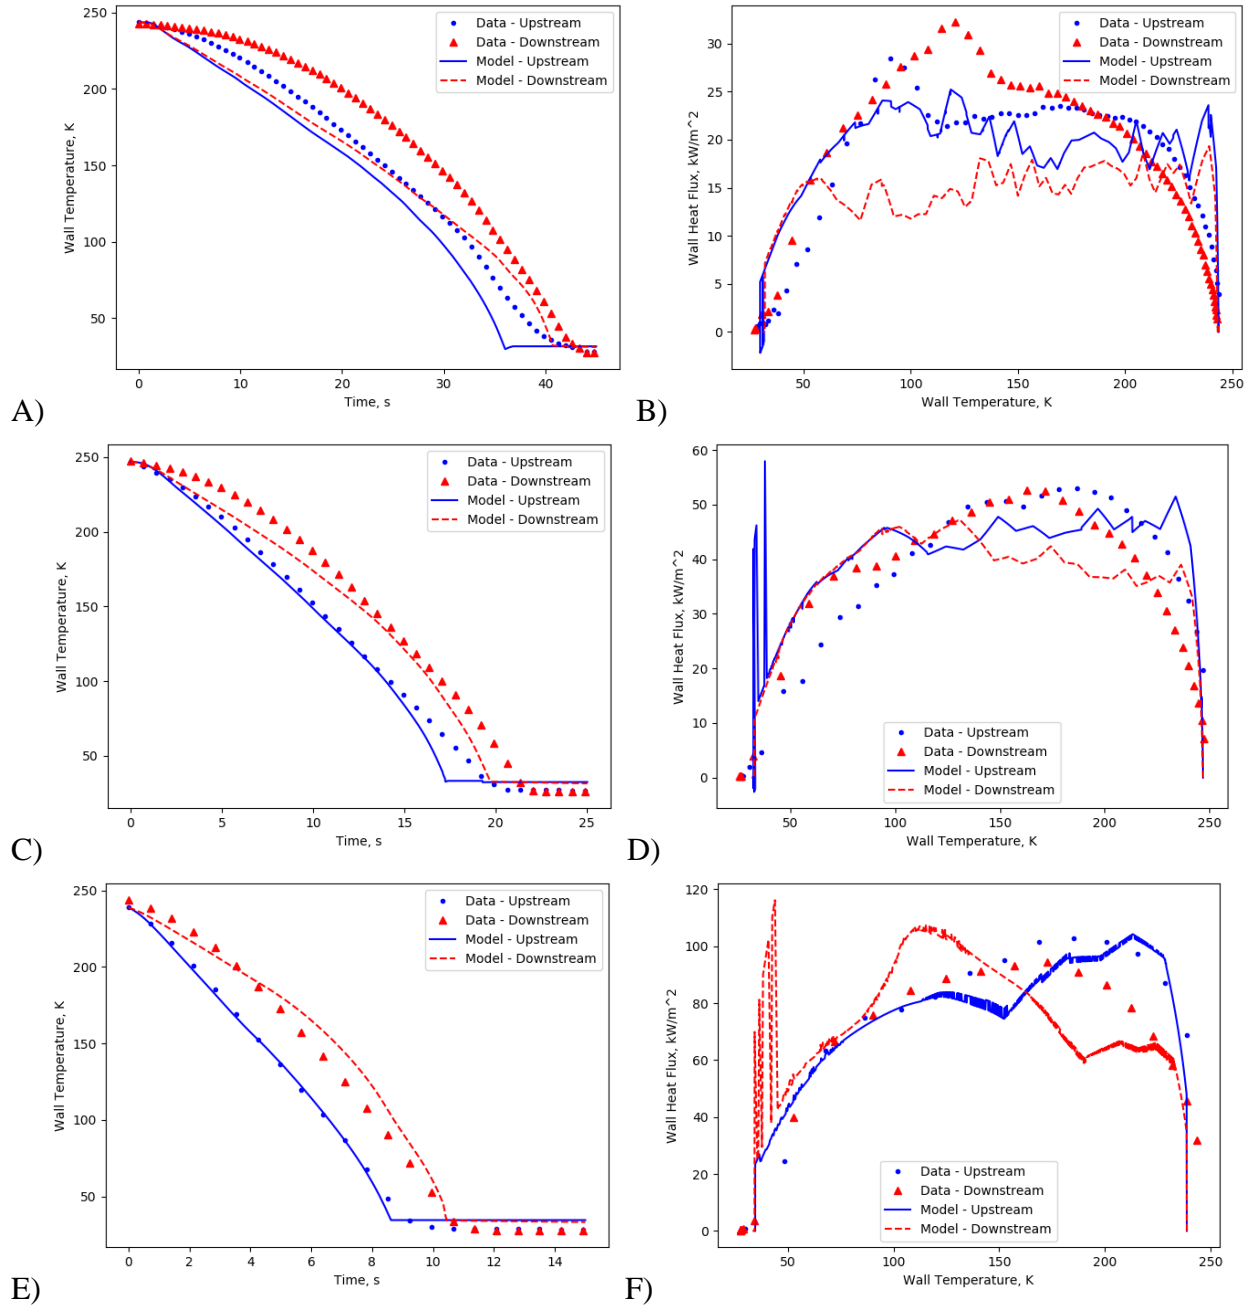 250
200
150
100
50
0
10
20
30
40
Wall Temperature, K
Time, s
Data - Upstream
Data - Downstream
Model - Upstream
Model - Downstream
A)
30
25
20
15
10
5
0
50
100
150
200
250
Wall Heat Flux, kW/m^2
Wall Temperature, K
Data - Upstream
Data - Downstream
Model - Upstream
Model - Downstream
B)
250
200
150
100
50
0
5
10
15
20
25
Wall Temperature, K
Time, s
Data - Upstream
Data - Downstream
Model - Upstream
Model - Downstream
C)
60
50
40
30
20
10
0
50
100
150
200
250
Wall Heat Flux, kW/m^2
Wall Temperature, K
Data - Upstream
Data - Downstream
Model - Upstream
Model - Downstream
D)
250
200
150
100
50
0
2
4
6
8
10
12
14
Wall Temperature, K
Time, s
Data - Upstream
Data - Downstream
Model - Upstream
Model - Downstream
E)
120
100
80
60
40
20
0
50
100
150
200
250
Wall Heat Flux, kW/m^2
Wall Temperature, K
Data - Upstream
Data - Downstream
Model - Upstream
Model - Downstream
F)